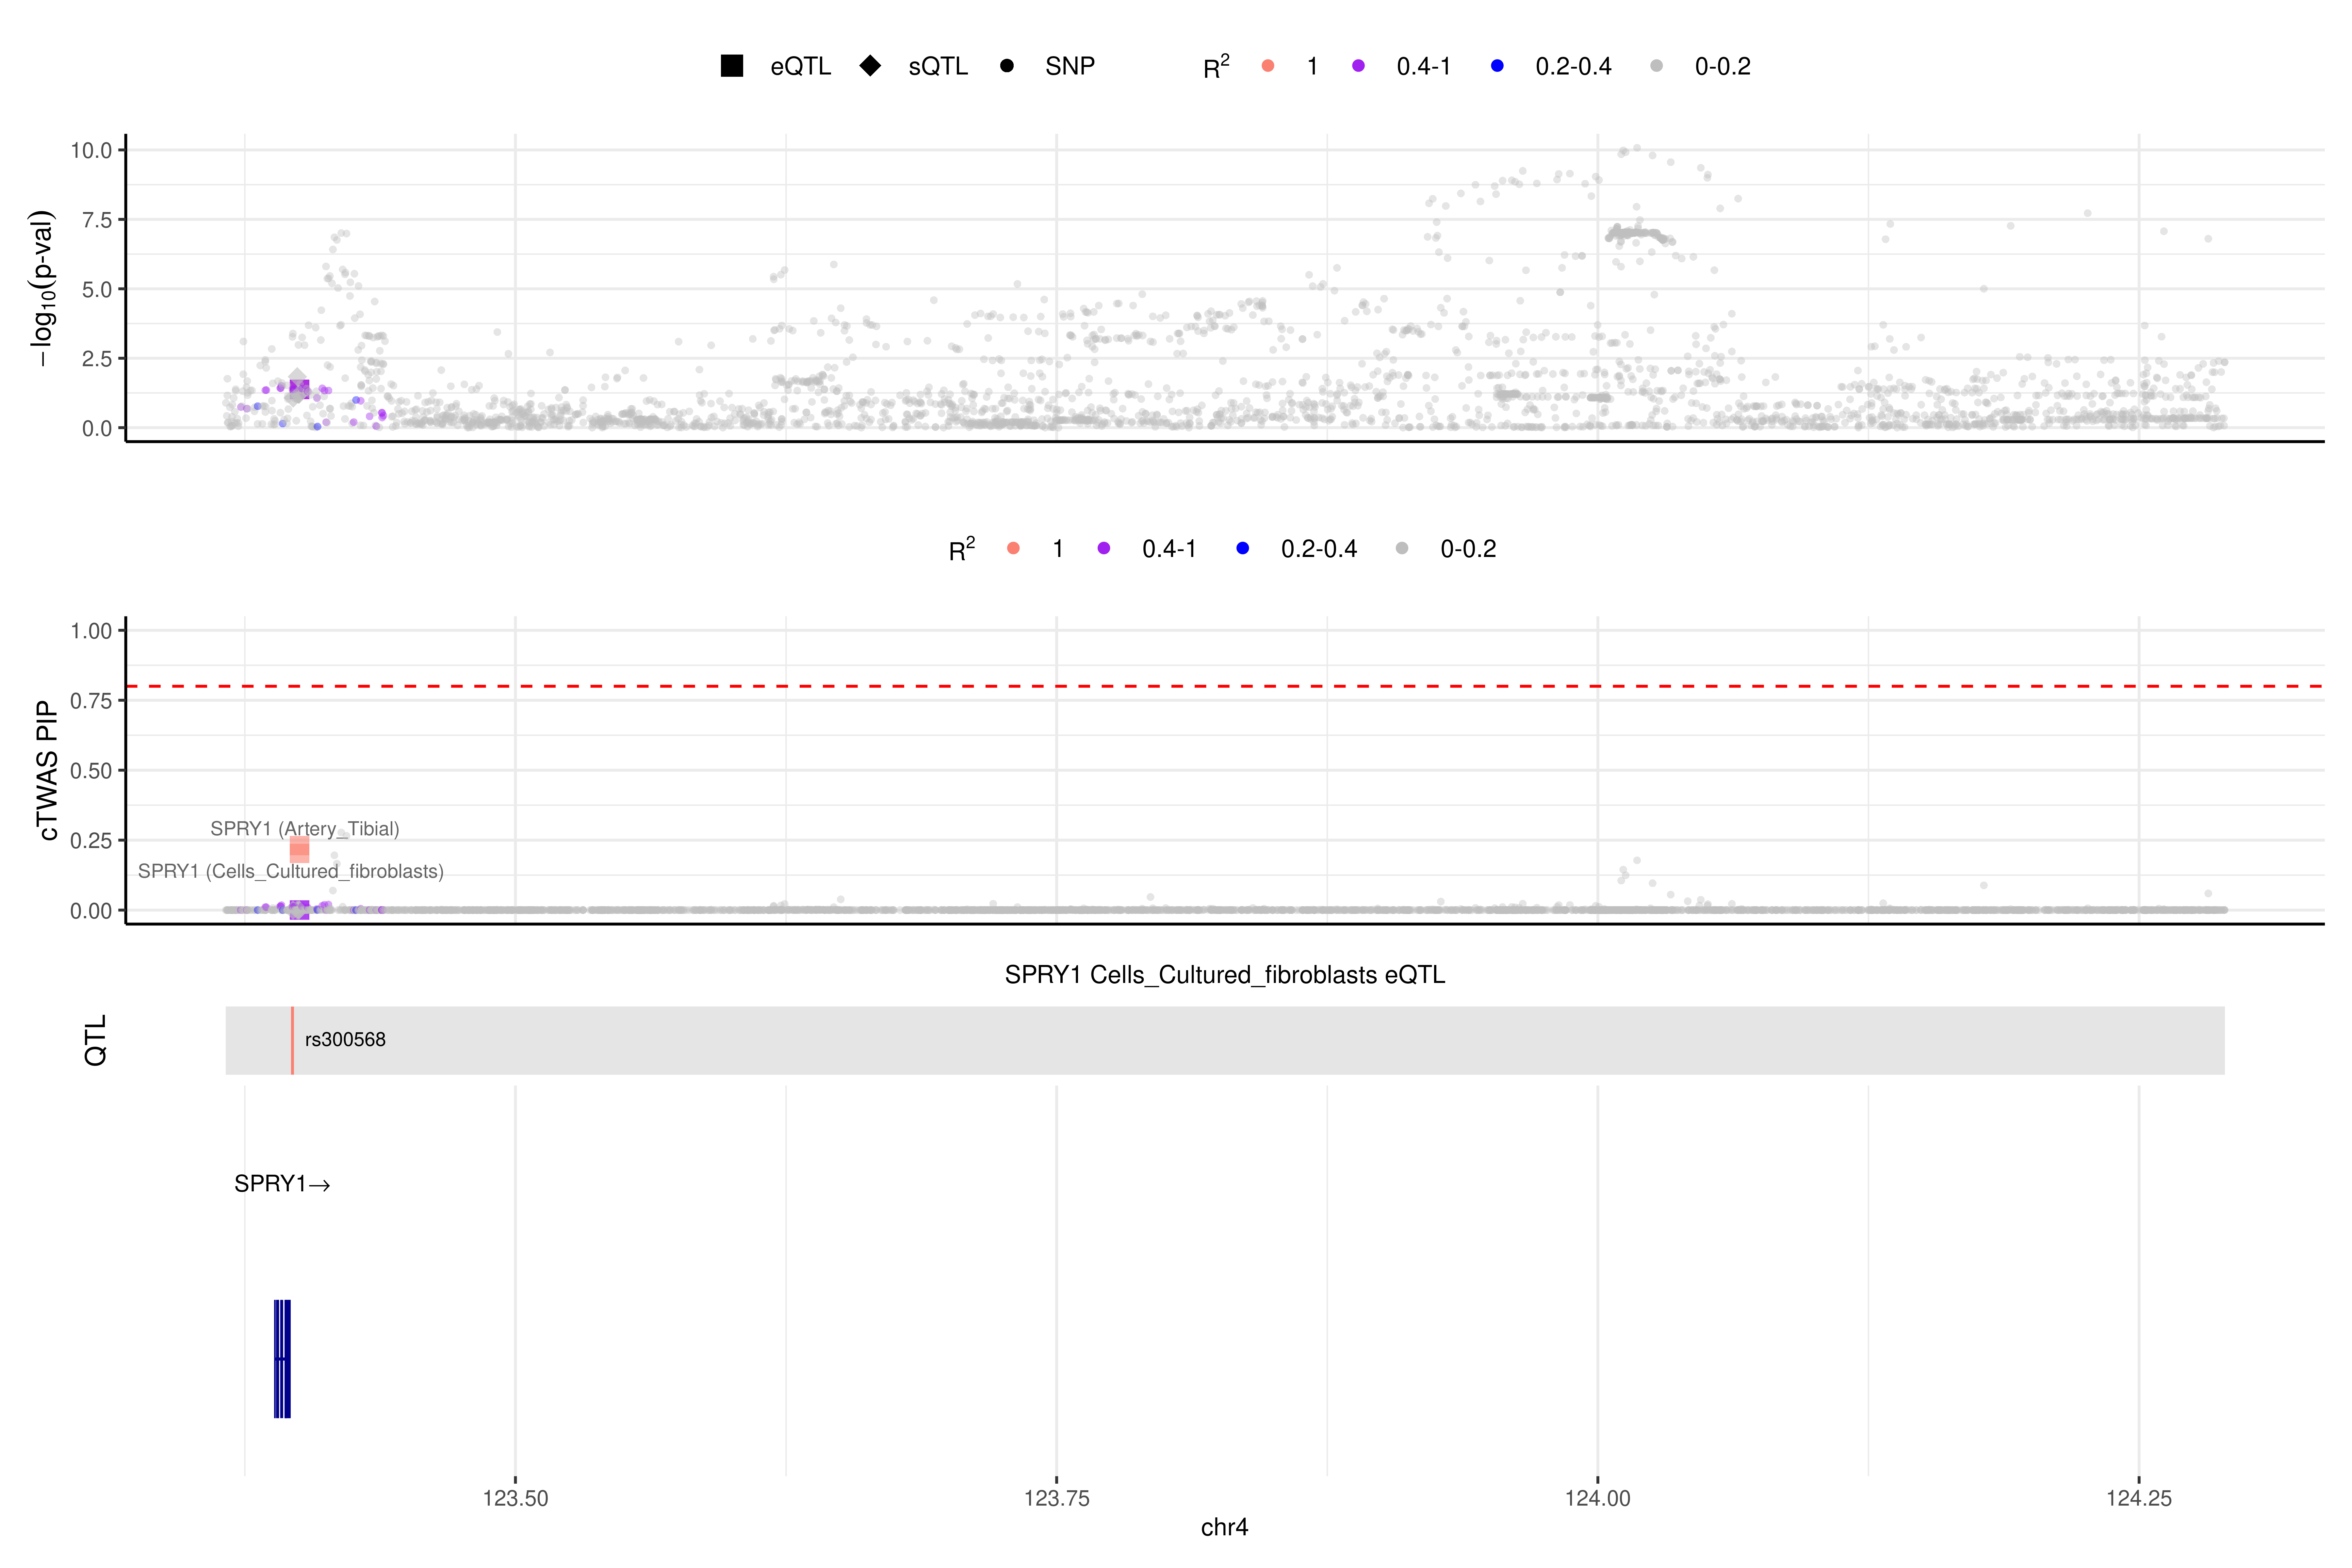 eQTL sQTL SNP R² 1 0.4-1 0.2-0.4 0-0.2
10.0
7.5
5.0
2.5
0.0
−log₁₀(p-val)
R² 1 0.4-1 0.2-0.4 0-0.2
1.00
0.75
0.50
0.25
0.00
cTWAS PIP
SPRY1 (Artery_Tibial)
SPRY1 (Cells_Cultured_fibroblasts)
SPRY1 Cells_Cultured_fibroblasts eQTL
QTL
rs300568
SPRY1→
123.50 123.75 124.00 124.25
chr4